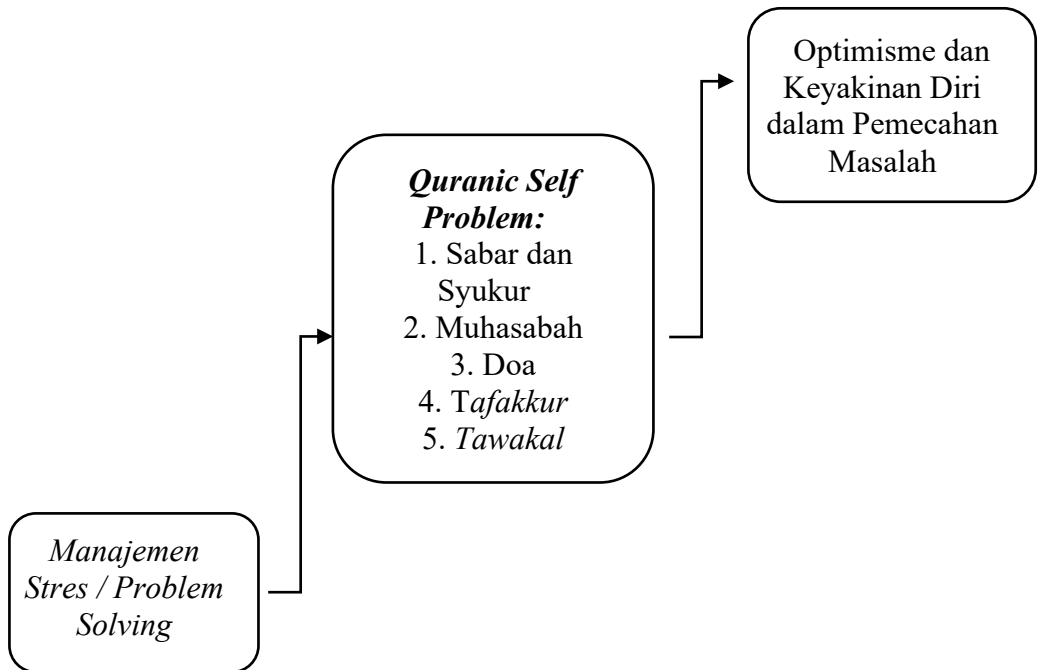 Optimisme dan
Keyakinan Diri
dalam Pemecahan
Masalah
Quranic Self
Problem:
1. Sabar dan
Syukur
2. Muhasabah
3. Doa
4. Tafakkur
5. Tawakal
Manajemen
Stres / Problem
Solving